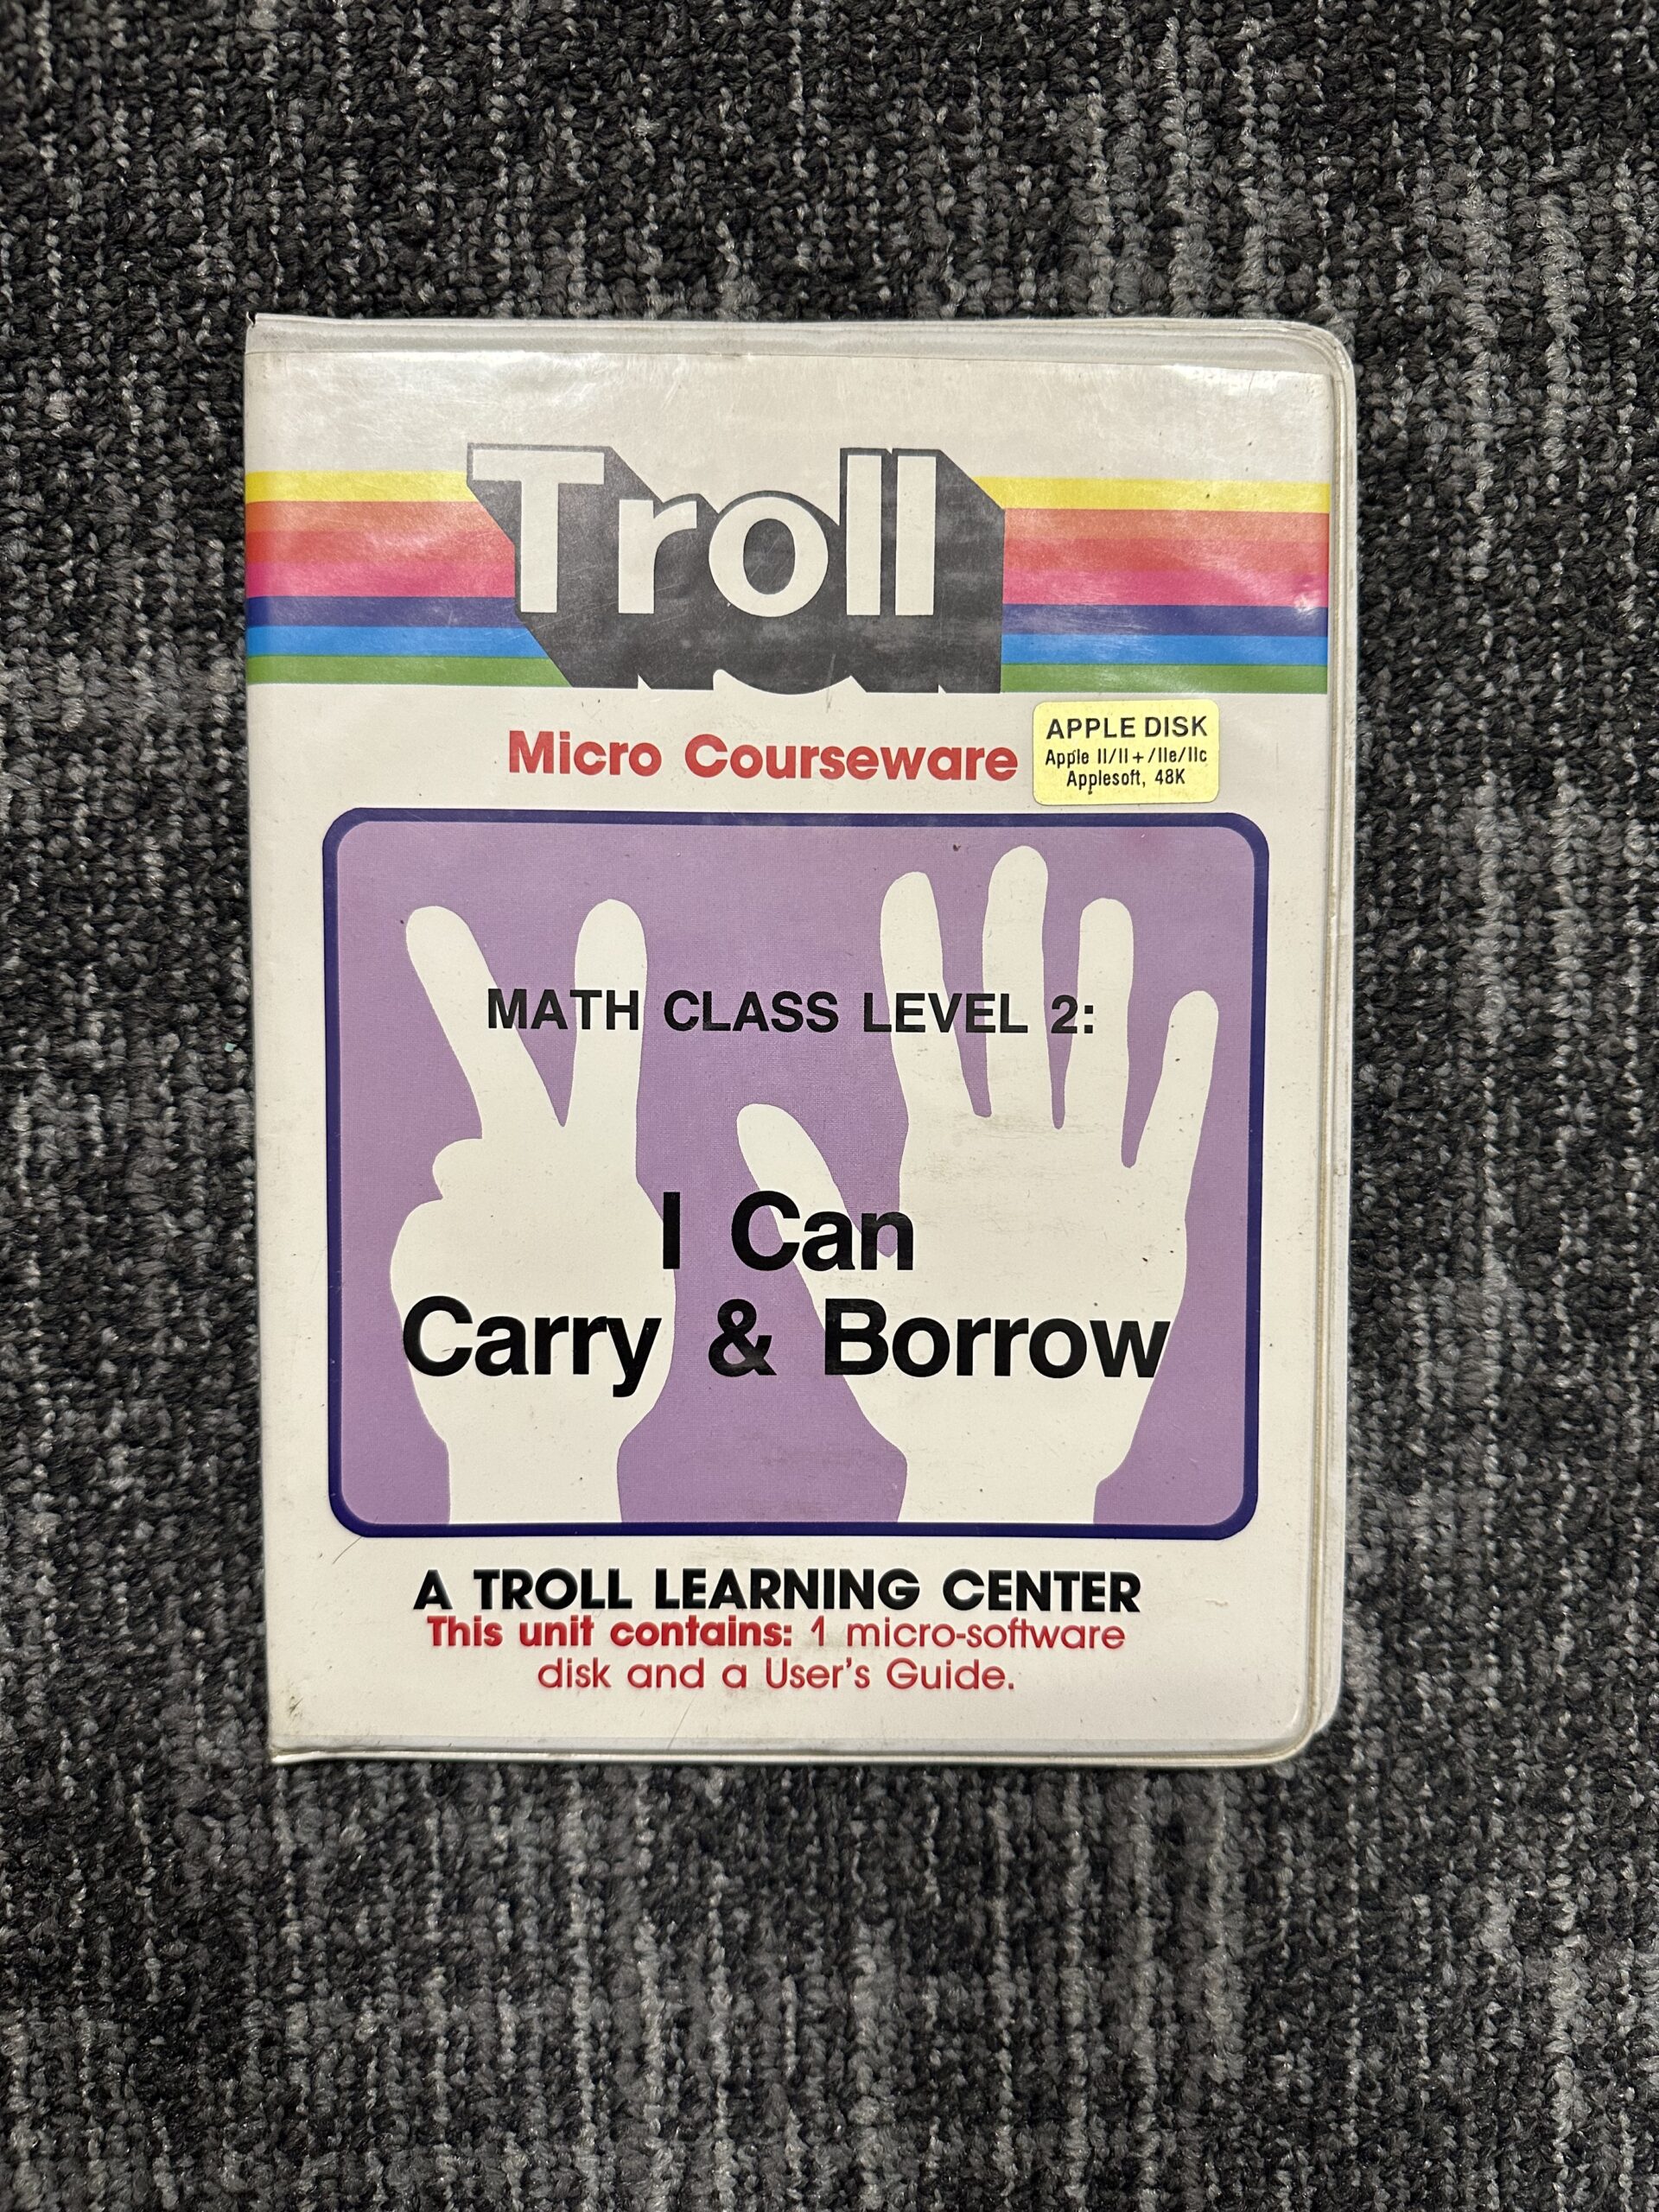 Troll
Micro Courseware
APPLE DISK
Apple II/II+/IIe/IIc
Applesoft, 48K
MATH CLASS LEVEL 2:
I Can
Carry & Borrow
A TROLL LEARNING CENTER
This unit contains: 1 micro-software
disk and a User's Guide.